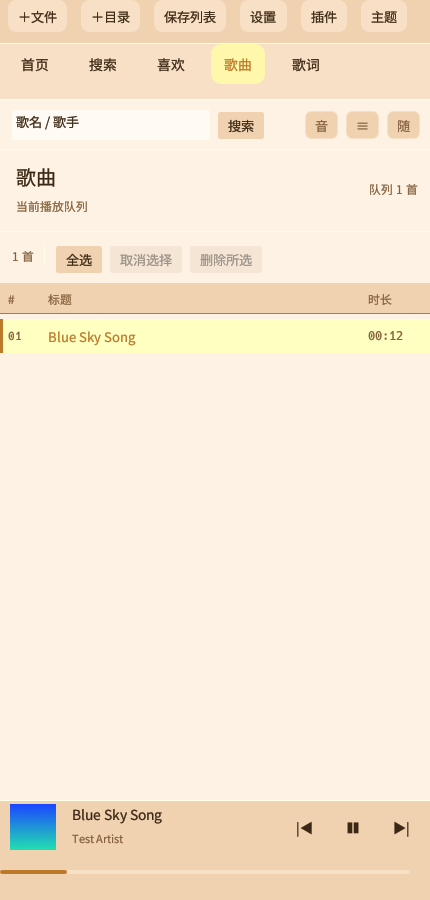 ＋文件 ＋目录 保存列表 设置 插件 主题
首页 搜索 喜欢 歌曲 歌词
歌名 / 歌手 搜索 音 ≡ 随
歌曲
队列 1 首
当前播放队列
1 首 全选 取消选择 删除所选
# 标题 时长
01 Blue Sky Song 00:12
Blue Sky Song
Test Artist